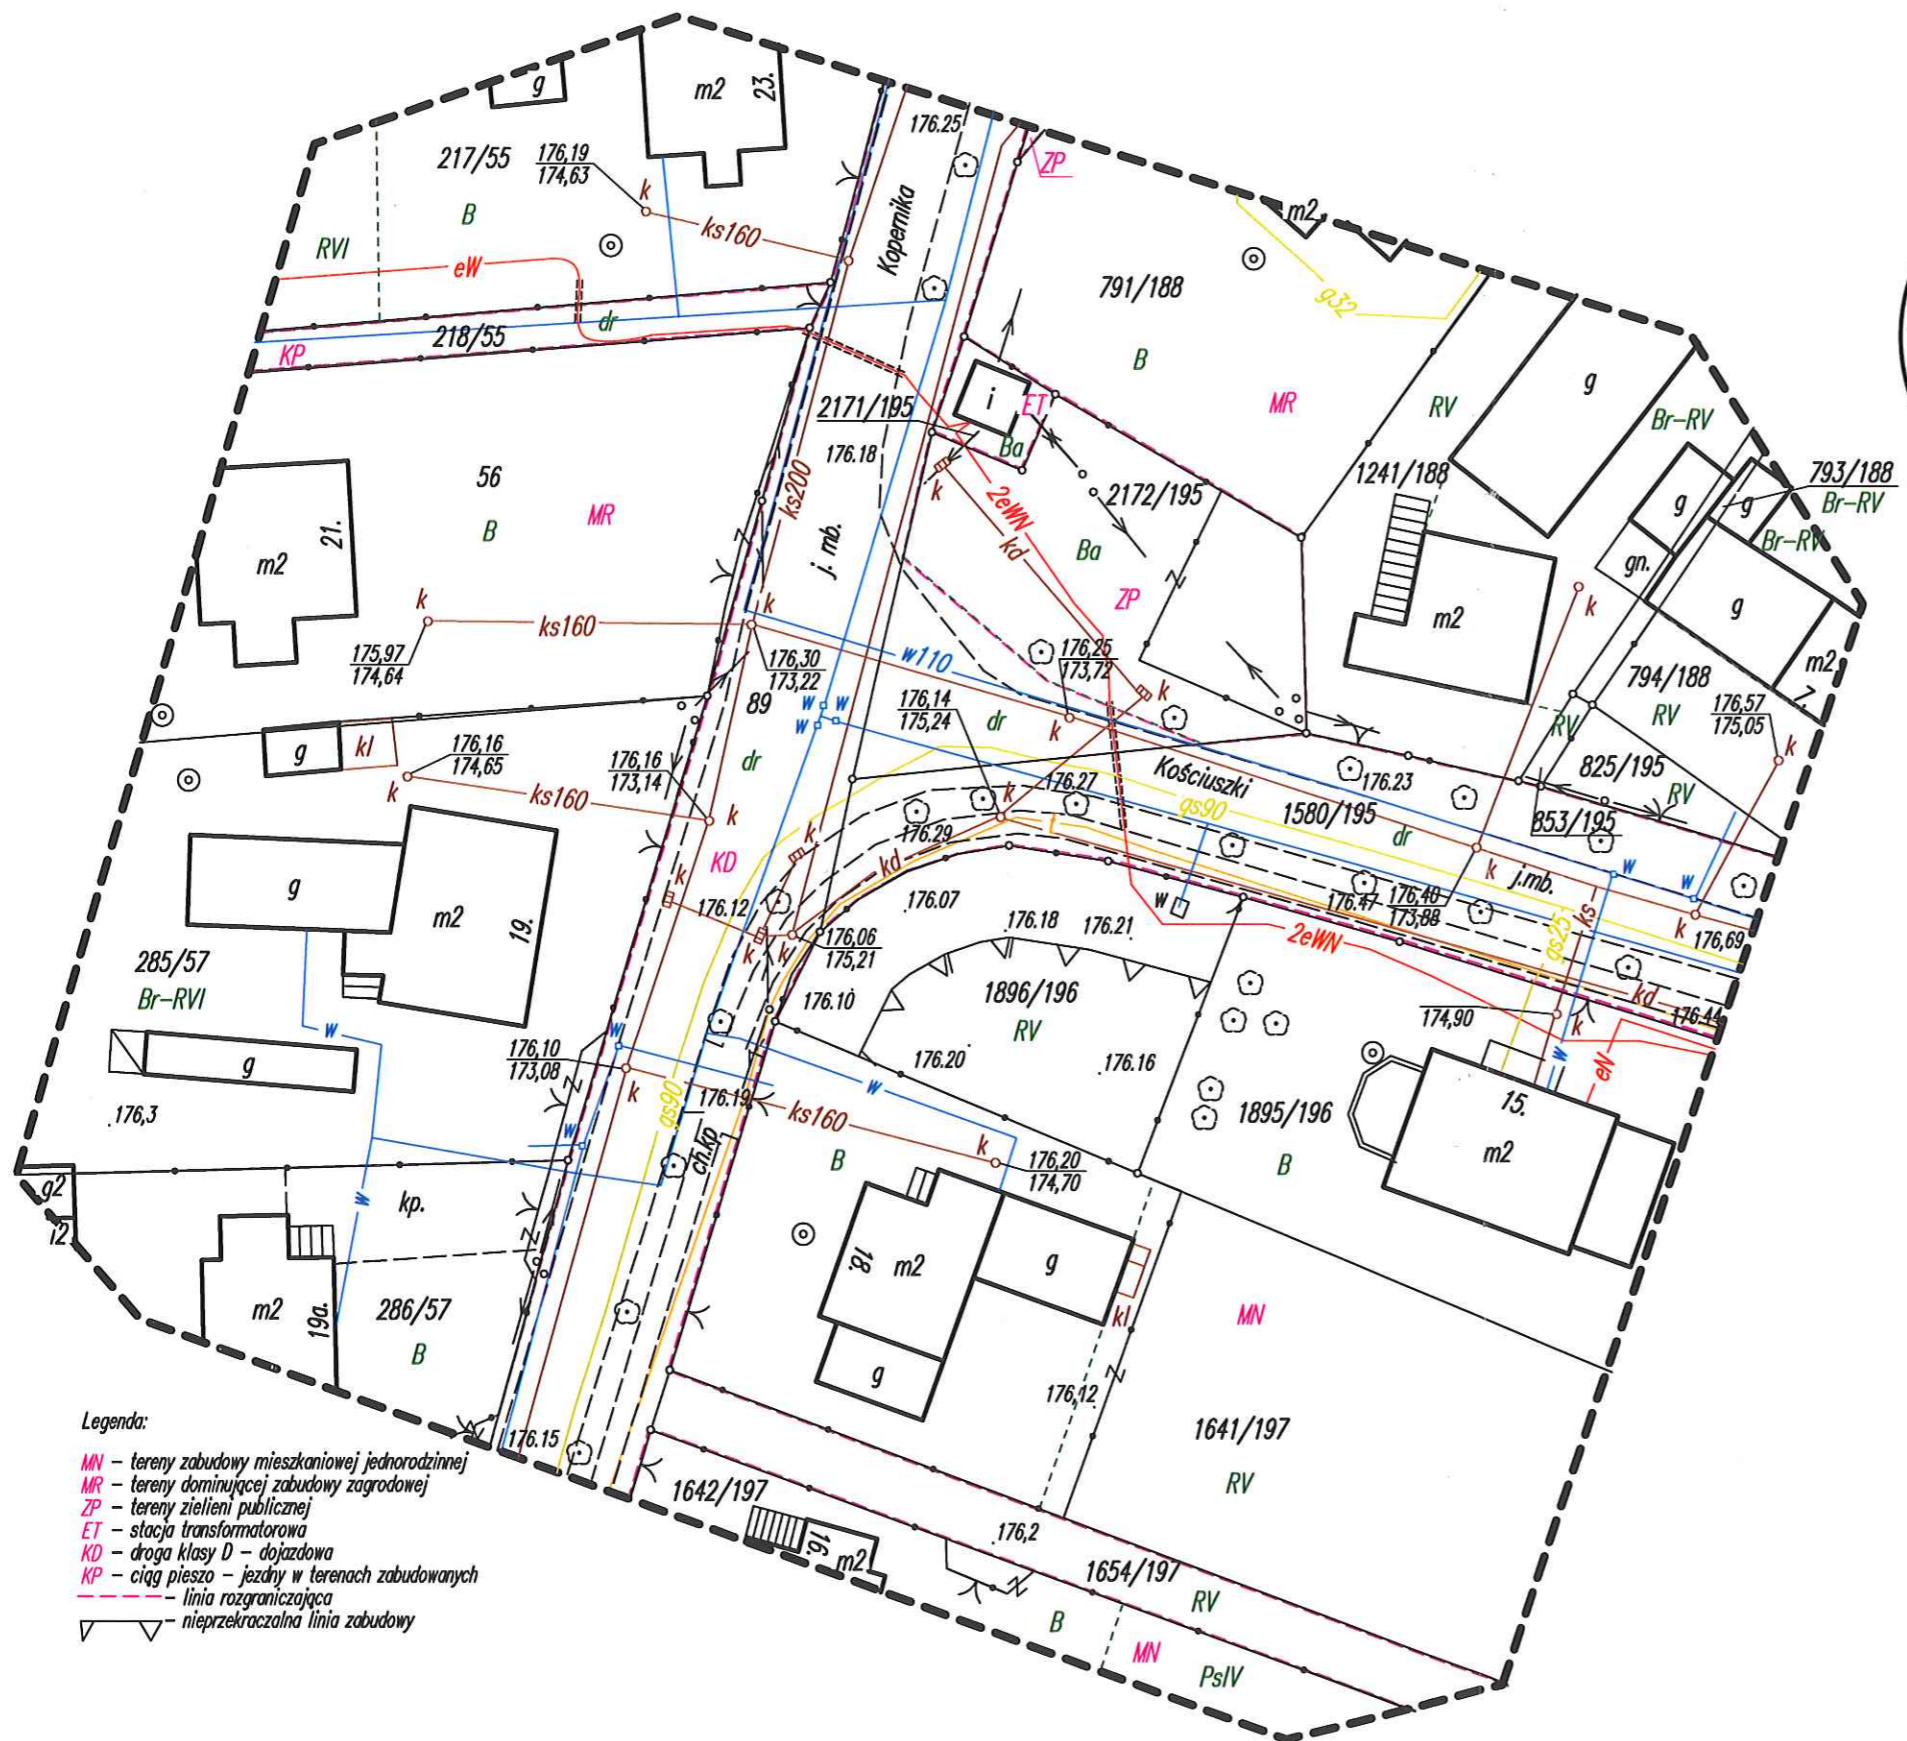 g
m2
23.
176.25
217/55
176,19
174,63
k
ZP
B
RVI
ks160
Kopernika
m2
eW
791/188
g32
dr
218/55
KP
B
g
i
ET
MR
RV
Br-RV
2171/195
Ba
176.18
56
MR
B
21.
m2
ks200
j. mb.
k
2eWN
kd
2172/195
Ba
ZP
1241/188
793/188
Br-RV
g
g
Br-RV
gn.
g
k
m2
m2
7.
k
ks160
k
175,97
174,64
176,30
173,22
w110
176,25
173,72
k
k
794/188
RV
RV
176,57
175,05
k
89
w
w
w
176,14
175,24
dr
g
kl
176,16
174,65
k
ks160
176,16
173,14
k
dr
KD
k
176.27
Kościuszki
gs90
176.23
1580/195
dr
825/195
RV
853/195
176.29
kd
k
k
j.mb.
w
w
g
m2
19.
k
176.12
k
k
176,06
175,21
176.07
176.18
176.21
w
176.47
176,40
173,88
2eWN
gs25
ks
k
176,69
285/57
Br-RVI
176.10
1896/196
RV
174,90
k
kd
176.44
w
g
176,3
w
176,10
173,08
k
gs90
176.19
ch.kp
ks160
w
176.20
176.16
k
176,20
174,70
1895/196
B
B
w
eN
15.
m2
w
g2
i2
kp.
w
m2
19a.
286/57
B
18.
m2
g
kl
g
MN
176,12
1641/197
RV
176.15
1642/197
16.
m2
176,2
1654/197
RV
B
MN
PsIV
Legenda:
MN – tereny zabudowy mieszkaniowej jednorodzinnej
MR – tereny dominującej zabudowy zagrodowej
ZP – tereny zielieni publicznej
ET – stacja transformatorowa
KD – droga klasy D – dojazdowa
KP – ciąg pieszo – jezdny w terenach zabudowanych
– linia rozgraniczająca
– nieprzekraczalna linia zabudowy